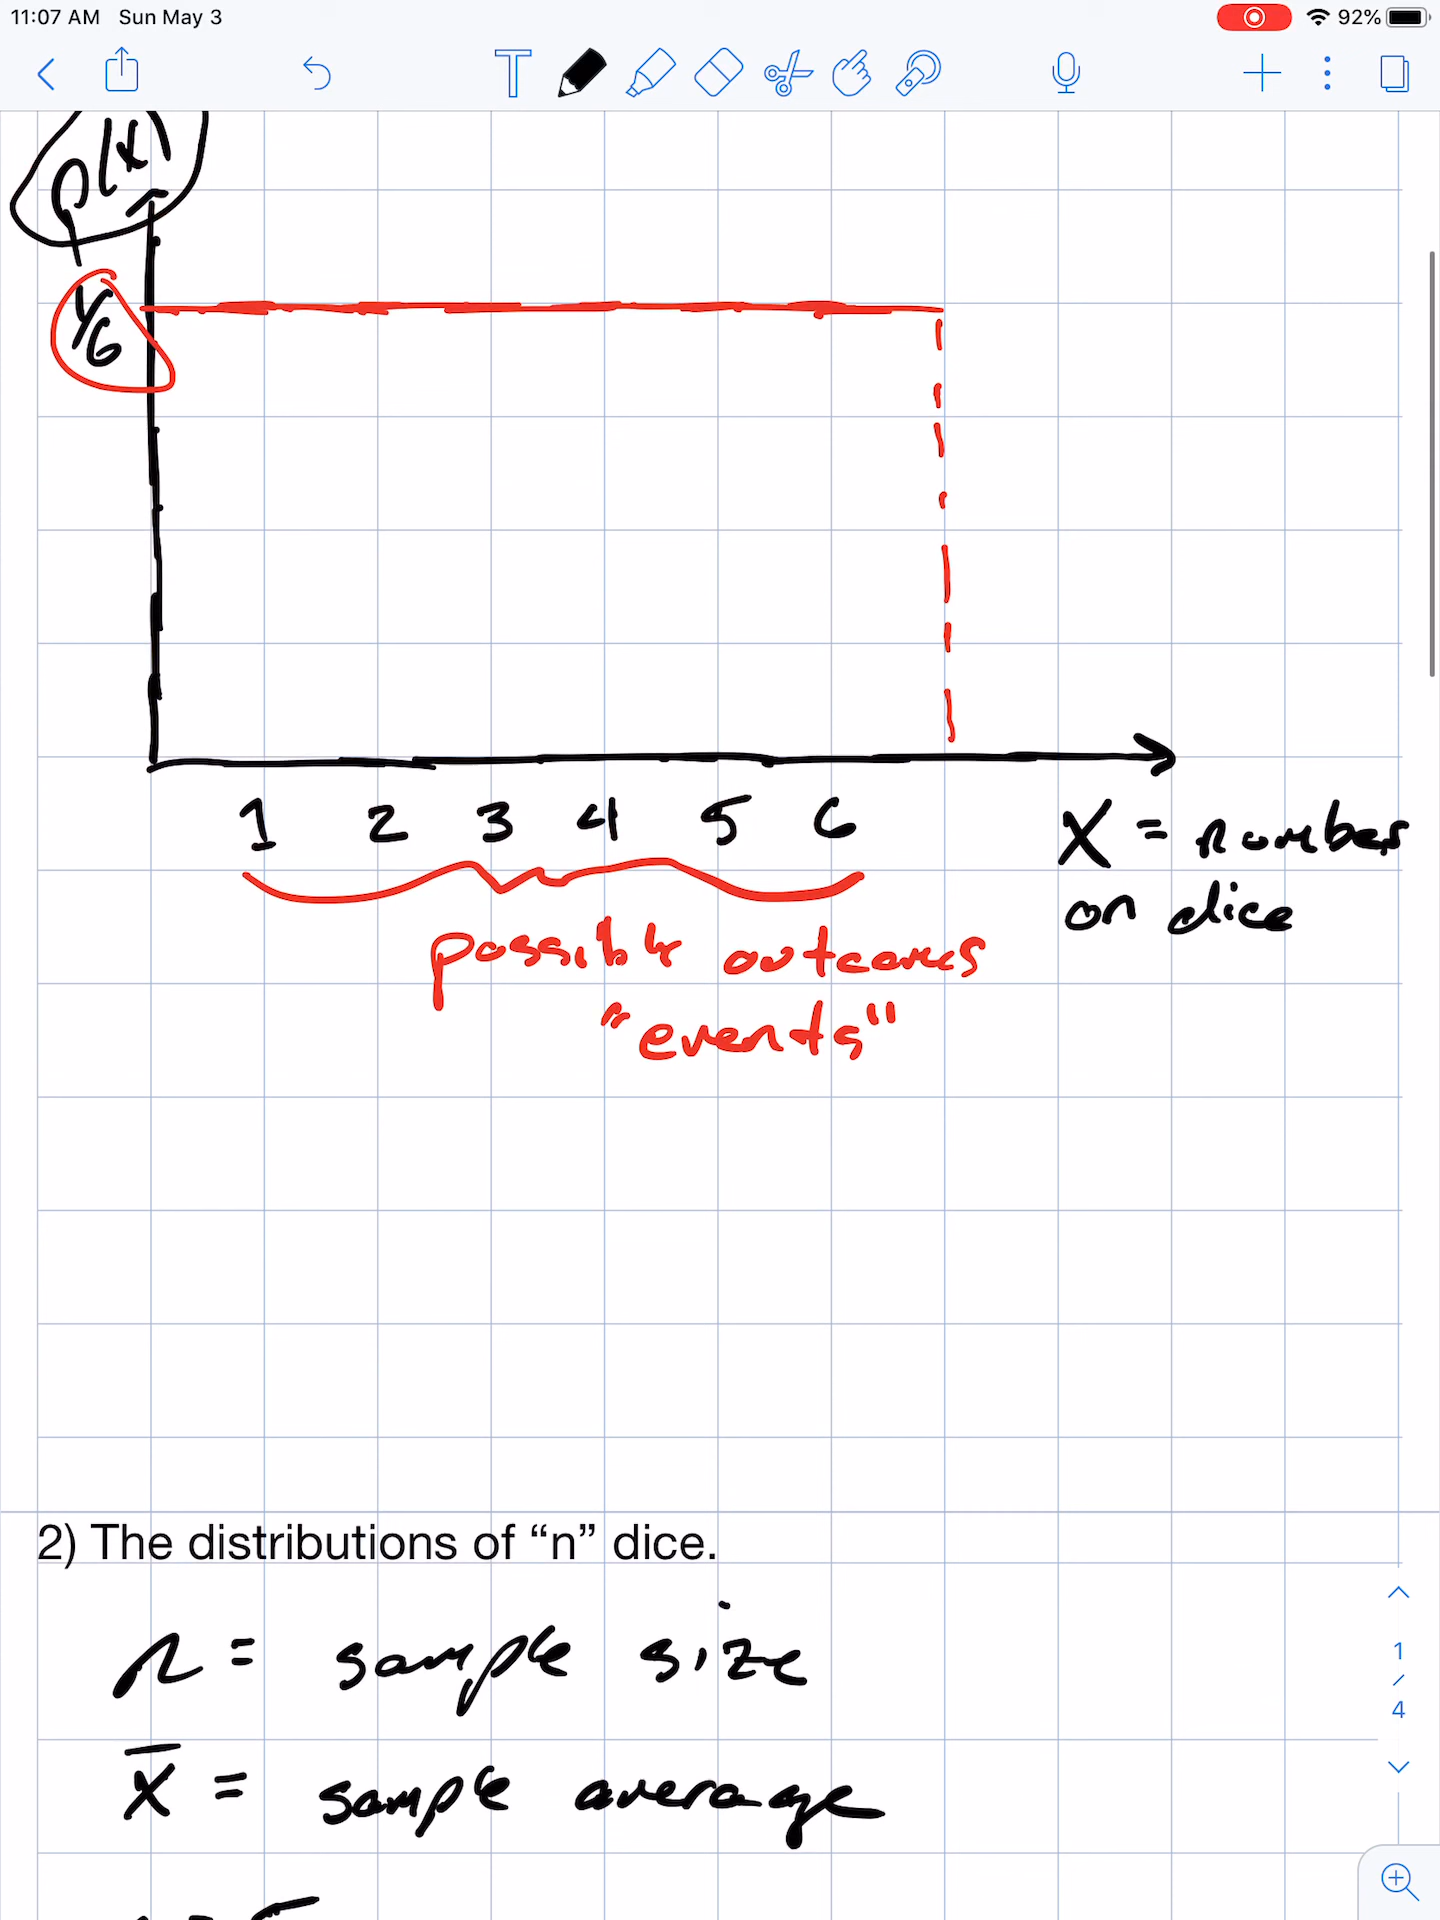 11:07 AM Sun May 3
92%
T
p(x)
1/6
1 2 3 4 5 6
X = number
on dice
possible outcomes
"events"
2) The distributions of “n” dice.
n = sample size
x̄ = sample average
1
/
4